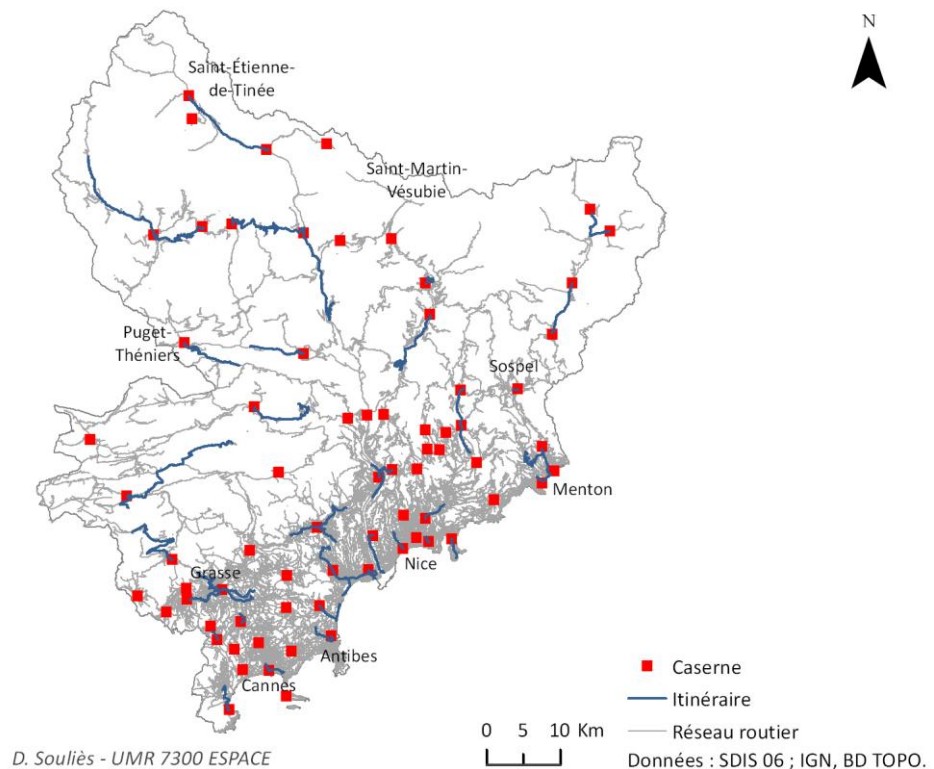 N
Saint-Étienne-
de-Tinée
Saint-Martin-
Vésubie
Puget-
Théniers
Sospel
Menton
Nice
Grasse
Antibes
Cannes
Caserne
Itinéraire
0 5 10 Km
Réseau routier
D. Souliès - UMR 7300 ESPACE
Données : SDIS 06 ; IGN, BD TOPO.